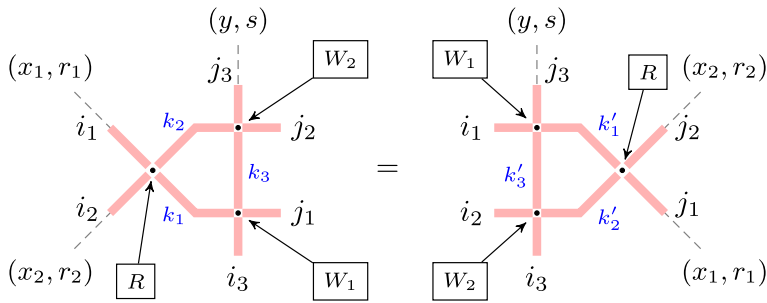 (y, s) (y, s)
W₂ W₁ R
(x₁, r₁) j₃ j₃ (x₂, r₂)
i₁ k₂ j₂ i₁ k′₁ j₂
k₃ = k′₃
i₂ k₁ j₁ i₂ k′₂ j₁
(x₂, r₂) R i₃ W₁ W₂ i₃ (x₁, r₁)